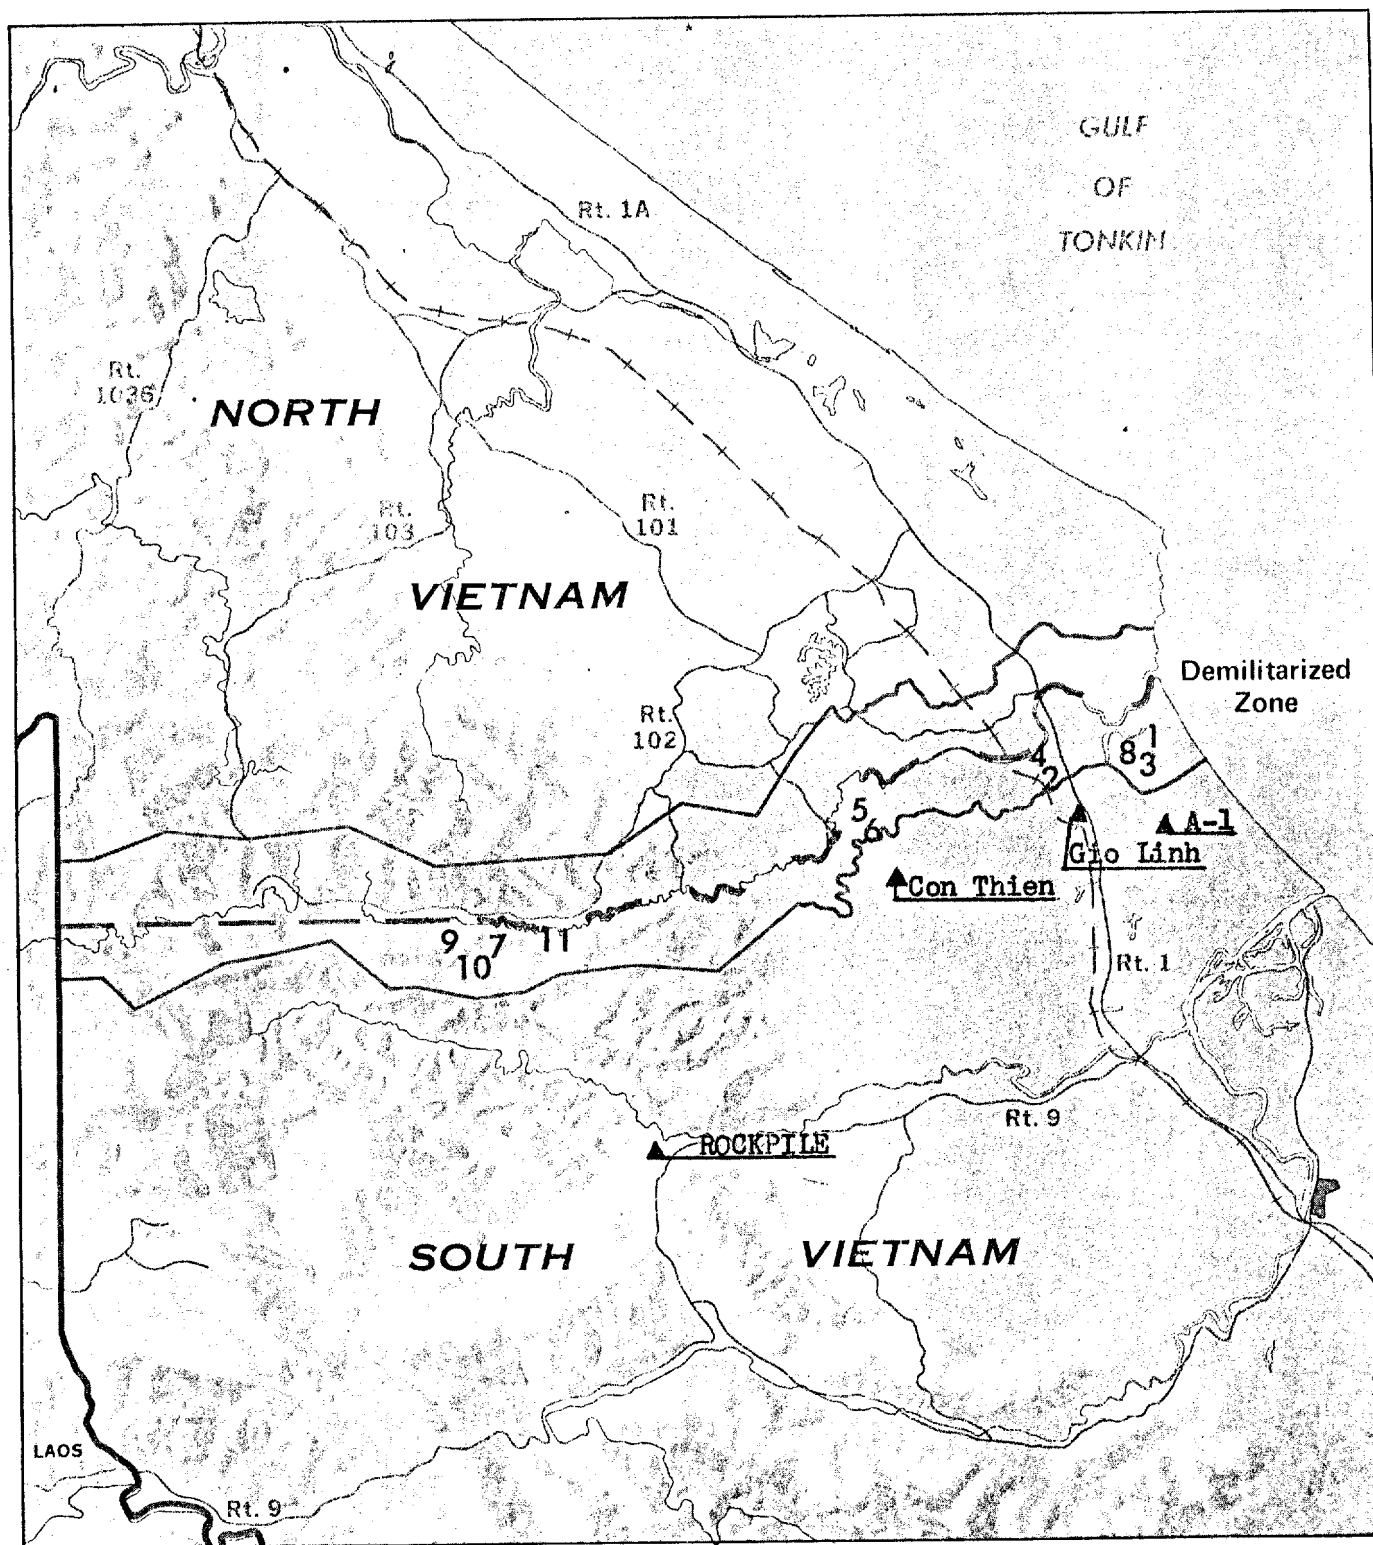 GULF
OF
TONKIN
Rt. 1A
Rt.
1036
NORTH
Rt.
103
Rt.
101
VIETNAM
Demilitarized
Zone
Rt.
102
1
8
3
4
2
5
6
A-1
Gio Linh
Con Thien
9
7
11
10
Rt. 1
Rt. 9
ROCKPILE
SOUTH
VIETNAM
LAOS
Rt. 9